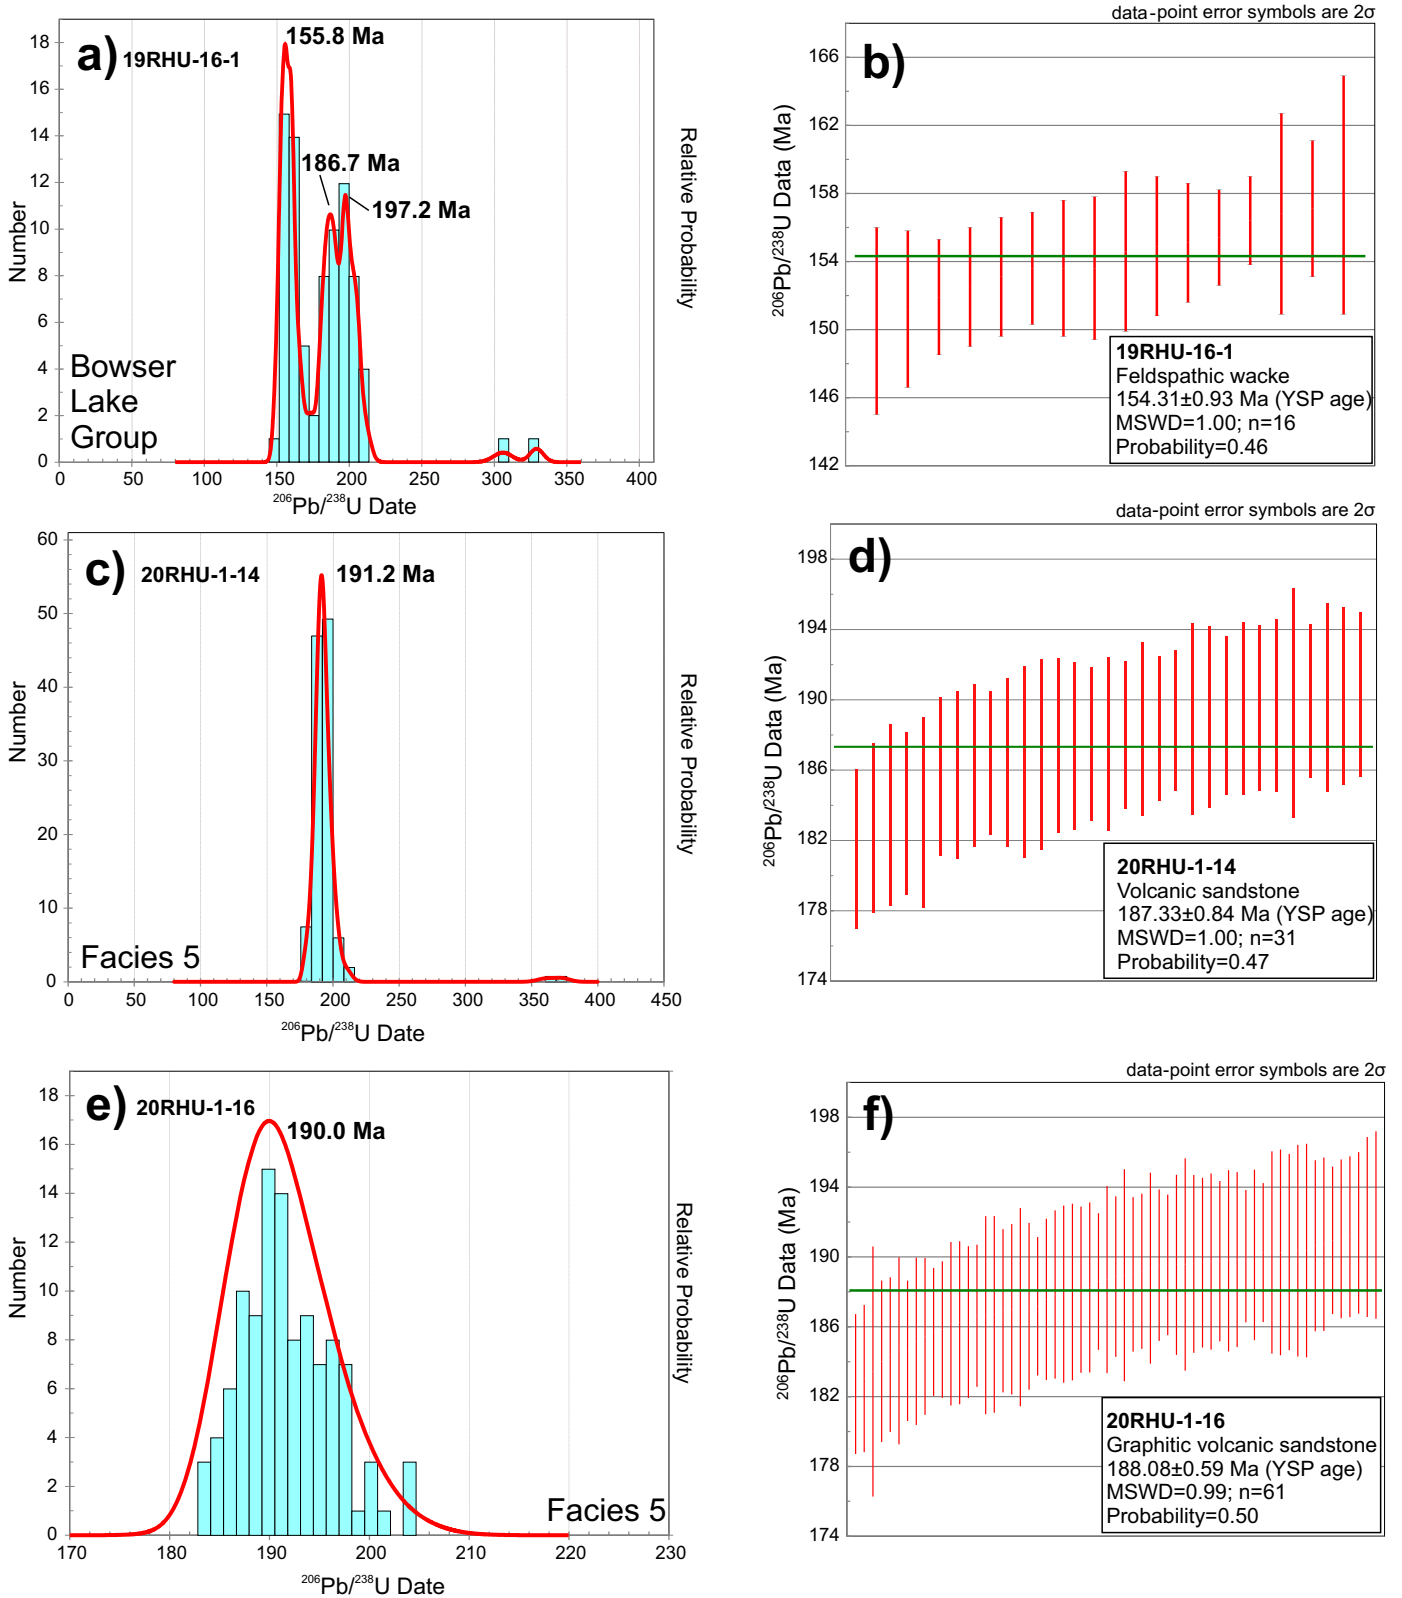 a) 19RHU-16-1
155.8 Ma
186.7 Ma
197.2 Ma
Bowser
Lake
Group
Number
Relative Probability
18
16
14
12
10
8
6
4
2
0
0 50 100 150 200 250 300 350 400
206Pb/238U Date
data-point error symbols are 2σ
b)
206Pb/238U Data (Ma)
166
162
158
154
150
146
142
19RHU-16-1
Feldspathic wacke
154.31±0.93 Ma (YSP age)
MSWD=1.00; n=16
Probability=0.46
c) 20RHU-1-14
191.2 Ma
Facies 5
Number
Relative Probability
60
50
40
30
20
10
0
0 50 100 150 200 250 300 350 400 450
206Pb/238U Date
data-point error symbols are 2σ
d)
206Pb/238U Data (Ma)
198
194
190
186
182
178
174
20RHU-1-14
Volcanic sandstone
187.33±0.84 Ma (YSP age)
MSWD=1.00; n=31
Probability=0.47
e) 20RHU-1-16
190.0 Ma
Facies 5
Number
Relative Probability
18
16
14
12
10
8
6
4
2
0
170 180 190 200 210 220 230
206Pb/238U Date
data-point error symbols are 2σ
f)
206Pb/238U Data (Ma)
198
194
190
186
182
178
174
20RHU-1-16
Graphitic volcanic sandstone
188.08±0.59 Ma (YSP age)
MSWD=0.99; n=61
Probability=0.50